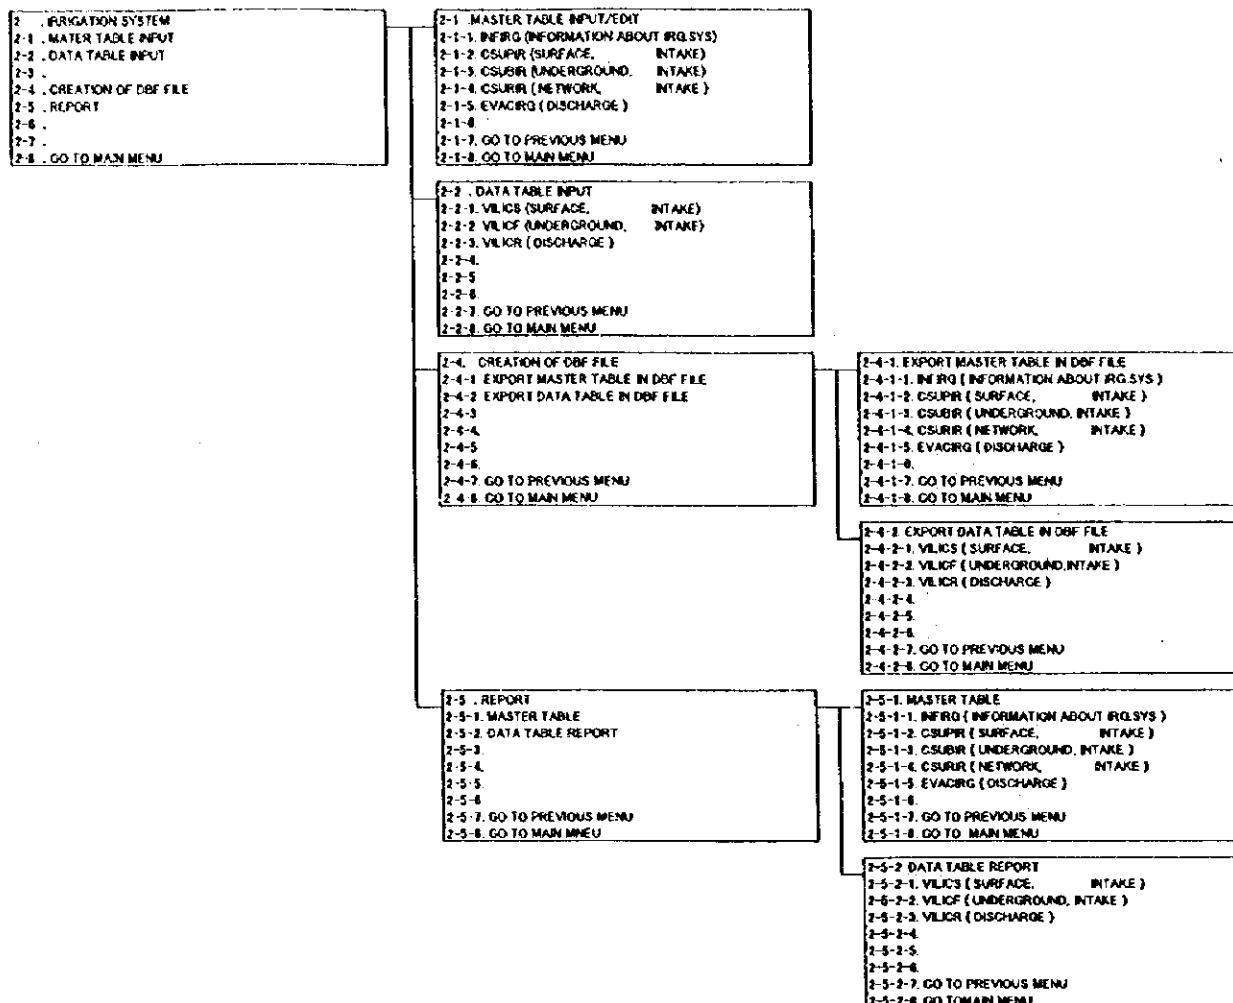 2 . IRRIGATION SYSTEM
2-1 . MATER TABLE INPUT
2-2 . DATA TABLE INPUT
2-3 .
2-4 . CREATION OF DBF FILE
2-5 . REPORT
2-6 .
2-7 .
2-8 . GO TO MAIN MENU
2-1 .MASTER TABLE INPUT/EDIT
2-1-1. INFIRG (INFORMATION ABOUT IRG.SYS)
2-1-2. CSUPIR (SURFACE, INTAKE)
2-1-3. CSUBIR (UNDERGROUND, INTAKE)
2-1-4. CSURIR ( NETWORK, INTAKE )
2-1-5. EVACIRG ( DISCHARGE )
2-1-6.
2-1-7. GO TO PREVIOUS MENU
2-1-8. GO TO MAIN MENU
2-2 . DATA TABLE INPUT
2-2-1. VILICS (SURFACE, INTAKE)
2-2-2 VILICF (UNDERGROUND, INTAKE)
2-2-3. VILICR ( DISCHARGE )
2-2-4.
2-2-5
2-2-6.
2-2-7. GO TO PREVIOUS MENU
2-2-8. GO TO MAIN MENU
2-4. CREATION OF DBF FILE
2-4-1 EXPORT MASTER TABLE IN DBF FILE
2-4-2 EXPORT DATA TABLE IN DBF FILE
2-4-3
2-4-4.
2-4-5
2-4-6.
2-4-7. GO TO PREVIOUS MENU
2-4-8. GO TO MAIN MENU
2-4-1. EXPORT MASTER TABLE IN DBF FILE
2-4-1-1. INFIRG ( INFORMATION ABOUT IRG.SYS )
2-4-1-2. CSUPIR ( SURFACE, INTAKE )
2-4-1-3. CSUBIR ( UNDERGROUND, INTAKE )
2-4-1-4. CSURIR ( NETWORK, INTAKE )
2-4-1-5. EVACIRG ( DISCHARGE )
2-4-1-6.
2-4-1-7. GO TO PREVIOUS MENU
2-4-1-8. GO TO MAIN MENU
2-4-2. EXPORT DATA TABLE IN DBF FILE
2-4-2-1. VILICS ( SURFACE, INTAKE )
2-4-2-2. VILICF ( UNDERGROUND,INTAKE )
2-4-2-3. VILICR ( DISCHARGE )
2-4-2-4.
2-4-2-5.
2-4-2-6.
2-4-2-7. GO TO PREVIOUS MENU
2-4-2-8. GO TO MAIN MENU
2-5 . REPORT
2-5-1. MASTER TABLE
2-5-2. DATA TABLE REPORT
2-5-3.
2-5-4.
2-5-5.
2-5-6
2-5-7. GO TO PREVIOUS MENU
2-5-8. GO TO MAIN MNEU
2-5-1. MASTER TABLE
2-5-1-1. INFIRG ( INFORMATION ABOUT IRG.SYS )
2-5-1-2. CSUPIR ( SURFACE, INTAKE )
2-5-1-3. CSUBIR ( UNDERGROUND, INTAKE )
2-5-1-4. CSURIR ( NETWORK, INTAKE )
2-5-1-5. EVACIRG ( DISCHARGE )
2-5-1-6.
2-5-1-7. GO TO PREVIOUS MENU
2-5-1-8. GO TO MAIN MENU
2-5-2 DATA TABLE REPORT
2-5-2-1. VILICS ( SURFACE, INTAKE )
2-5-2-2. VILICF ( UNDERGROUND, INTAKE )
2-5-2-3. VILICR ( DISCHARGE )
2-5-2-4.
2-5-2-5.
2-5-2-6.
2-5-2-7. GO TO PREVIOUS MENU
2-5-2-8. GO TOMAIN MENU